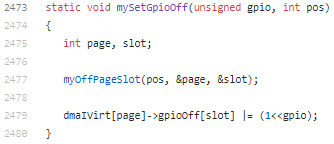 2473 static void mySetGpioOff(unsigned gpio, int pos)
2474 {
2475    int page, slot;
2476
2477    myOffPageSlot(pos, &page, &slot);
2478
2479    dmaIVirt[page]->gpioOff[slot] |= (1<<gpio);
2480 }